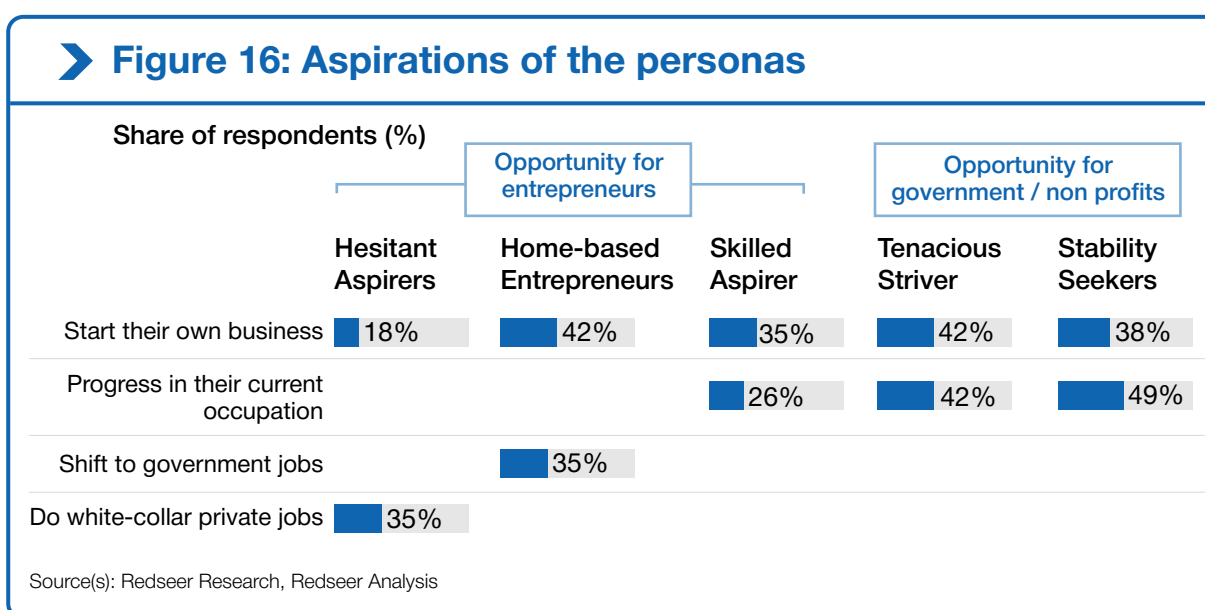 Figure 16: Aspirations of the personas
Share of respondents (%)
Opportunity for
entrepreneurs
Opportunity for
government / non profits
Hesitant
Aspirers
Home-based
Entrepreneurs
Skilled
Aspirer
Tenacious
Striver
Stability
Seekers
Start their own business 18% 42% 35% 42% 38%
Progress in their current
occupation
26% 42% 49%
Shift to government jobs 35%
Do white-collar private jobs 35%
Source(s): Redseer Research, Redseer Analysis